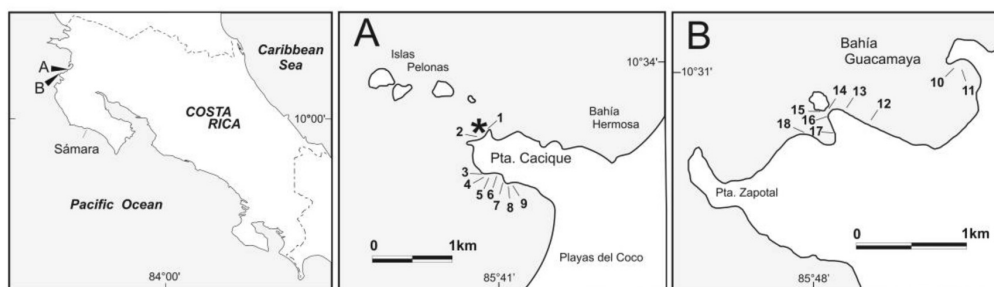 Caribbean
Sea
A
B
COSTA
RICA
10°00'
Sámara
Pacific Ocean
84°00'
A
Islas
Pelonas
10°34'
1
Bahía
Hermosa
2
*
Pta. Cacique
3
4
5
6
7
8
9
0 1km
Playas del Coco
85°41'
B
Bahía
Guacamaya
10°31'
10
11
14
13
15
12
16
18
17
Pta. Zapotal
0 1km
85°48'